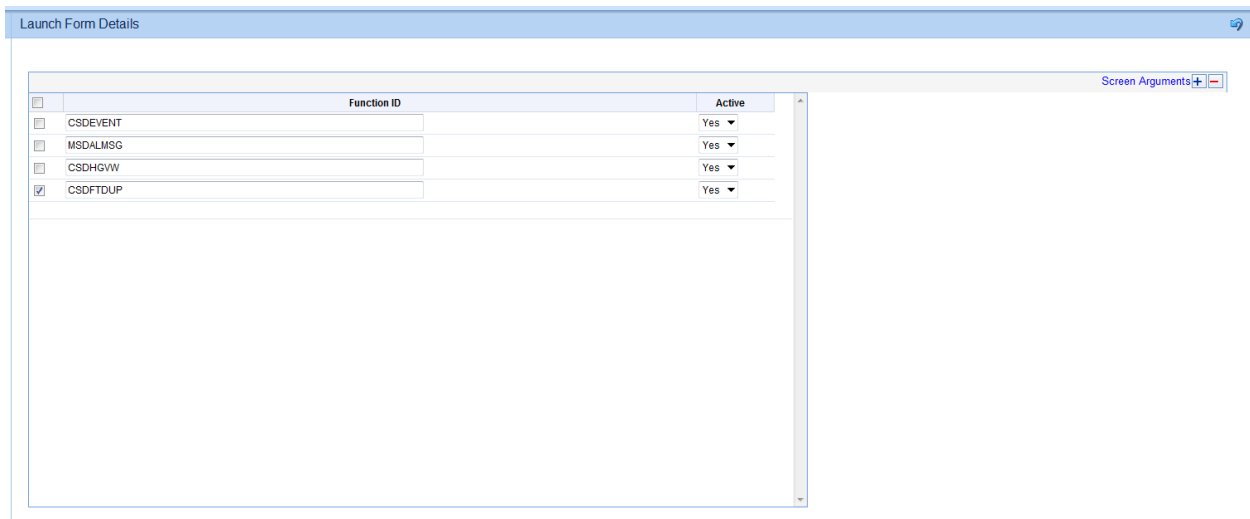 Launch Form Details
Screen Arguments
Function ID Active
CSDEVENT Yes
MSDALMSG Yes
CSDHGVW Yes
CSDFTDUP Yes